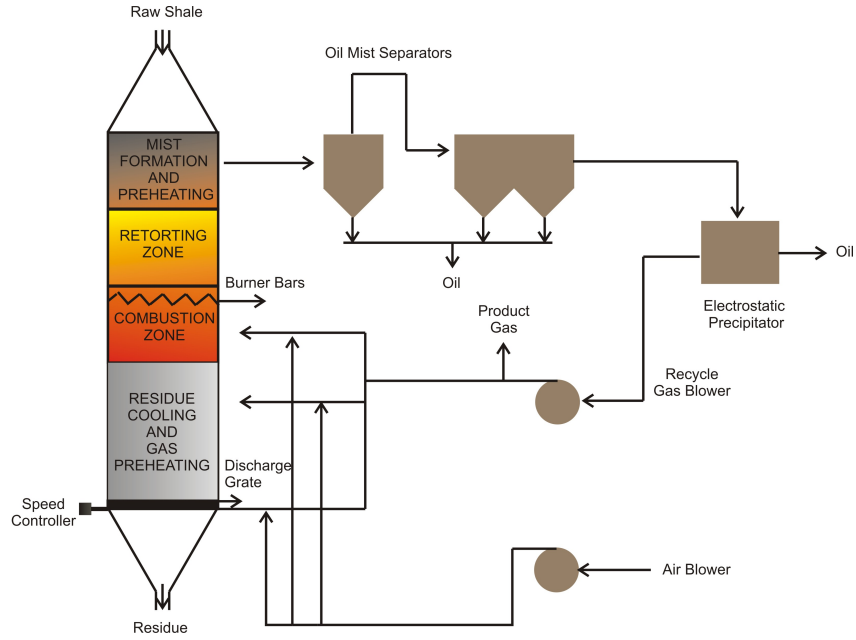 Raw Shale
Oil Mist Separators
MIST
FORMATION
AND
PREHEATING
RETORTING
ZONE
Burner Bars
COMBUSTION
ZONE
Oil
Oil
Electrostatic
Precipitator
Product
Gas
Recycle
Gas Blower
RESIDUE
COOLING
AND
GAS
PREHEATING
Discharge
Grate
Speed
Controller
Air Blower
Residue